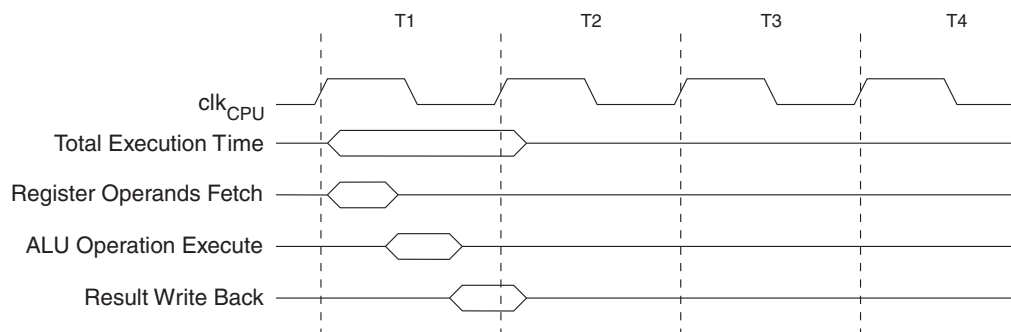 T1 T2 T3 T4
clkCPU
Total Execution Time
Register Operands Fetch
ALU Operation Execute
Result Write Back